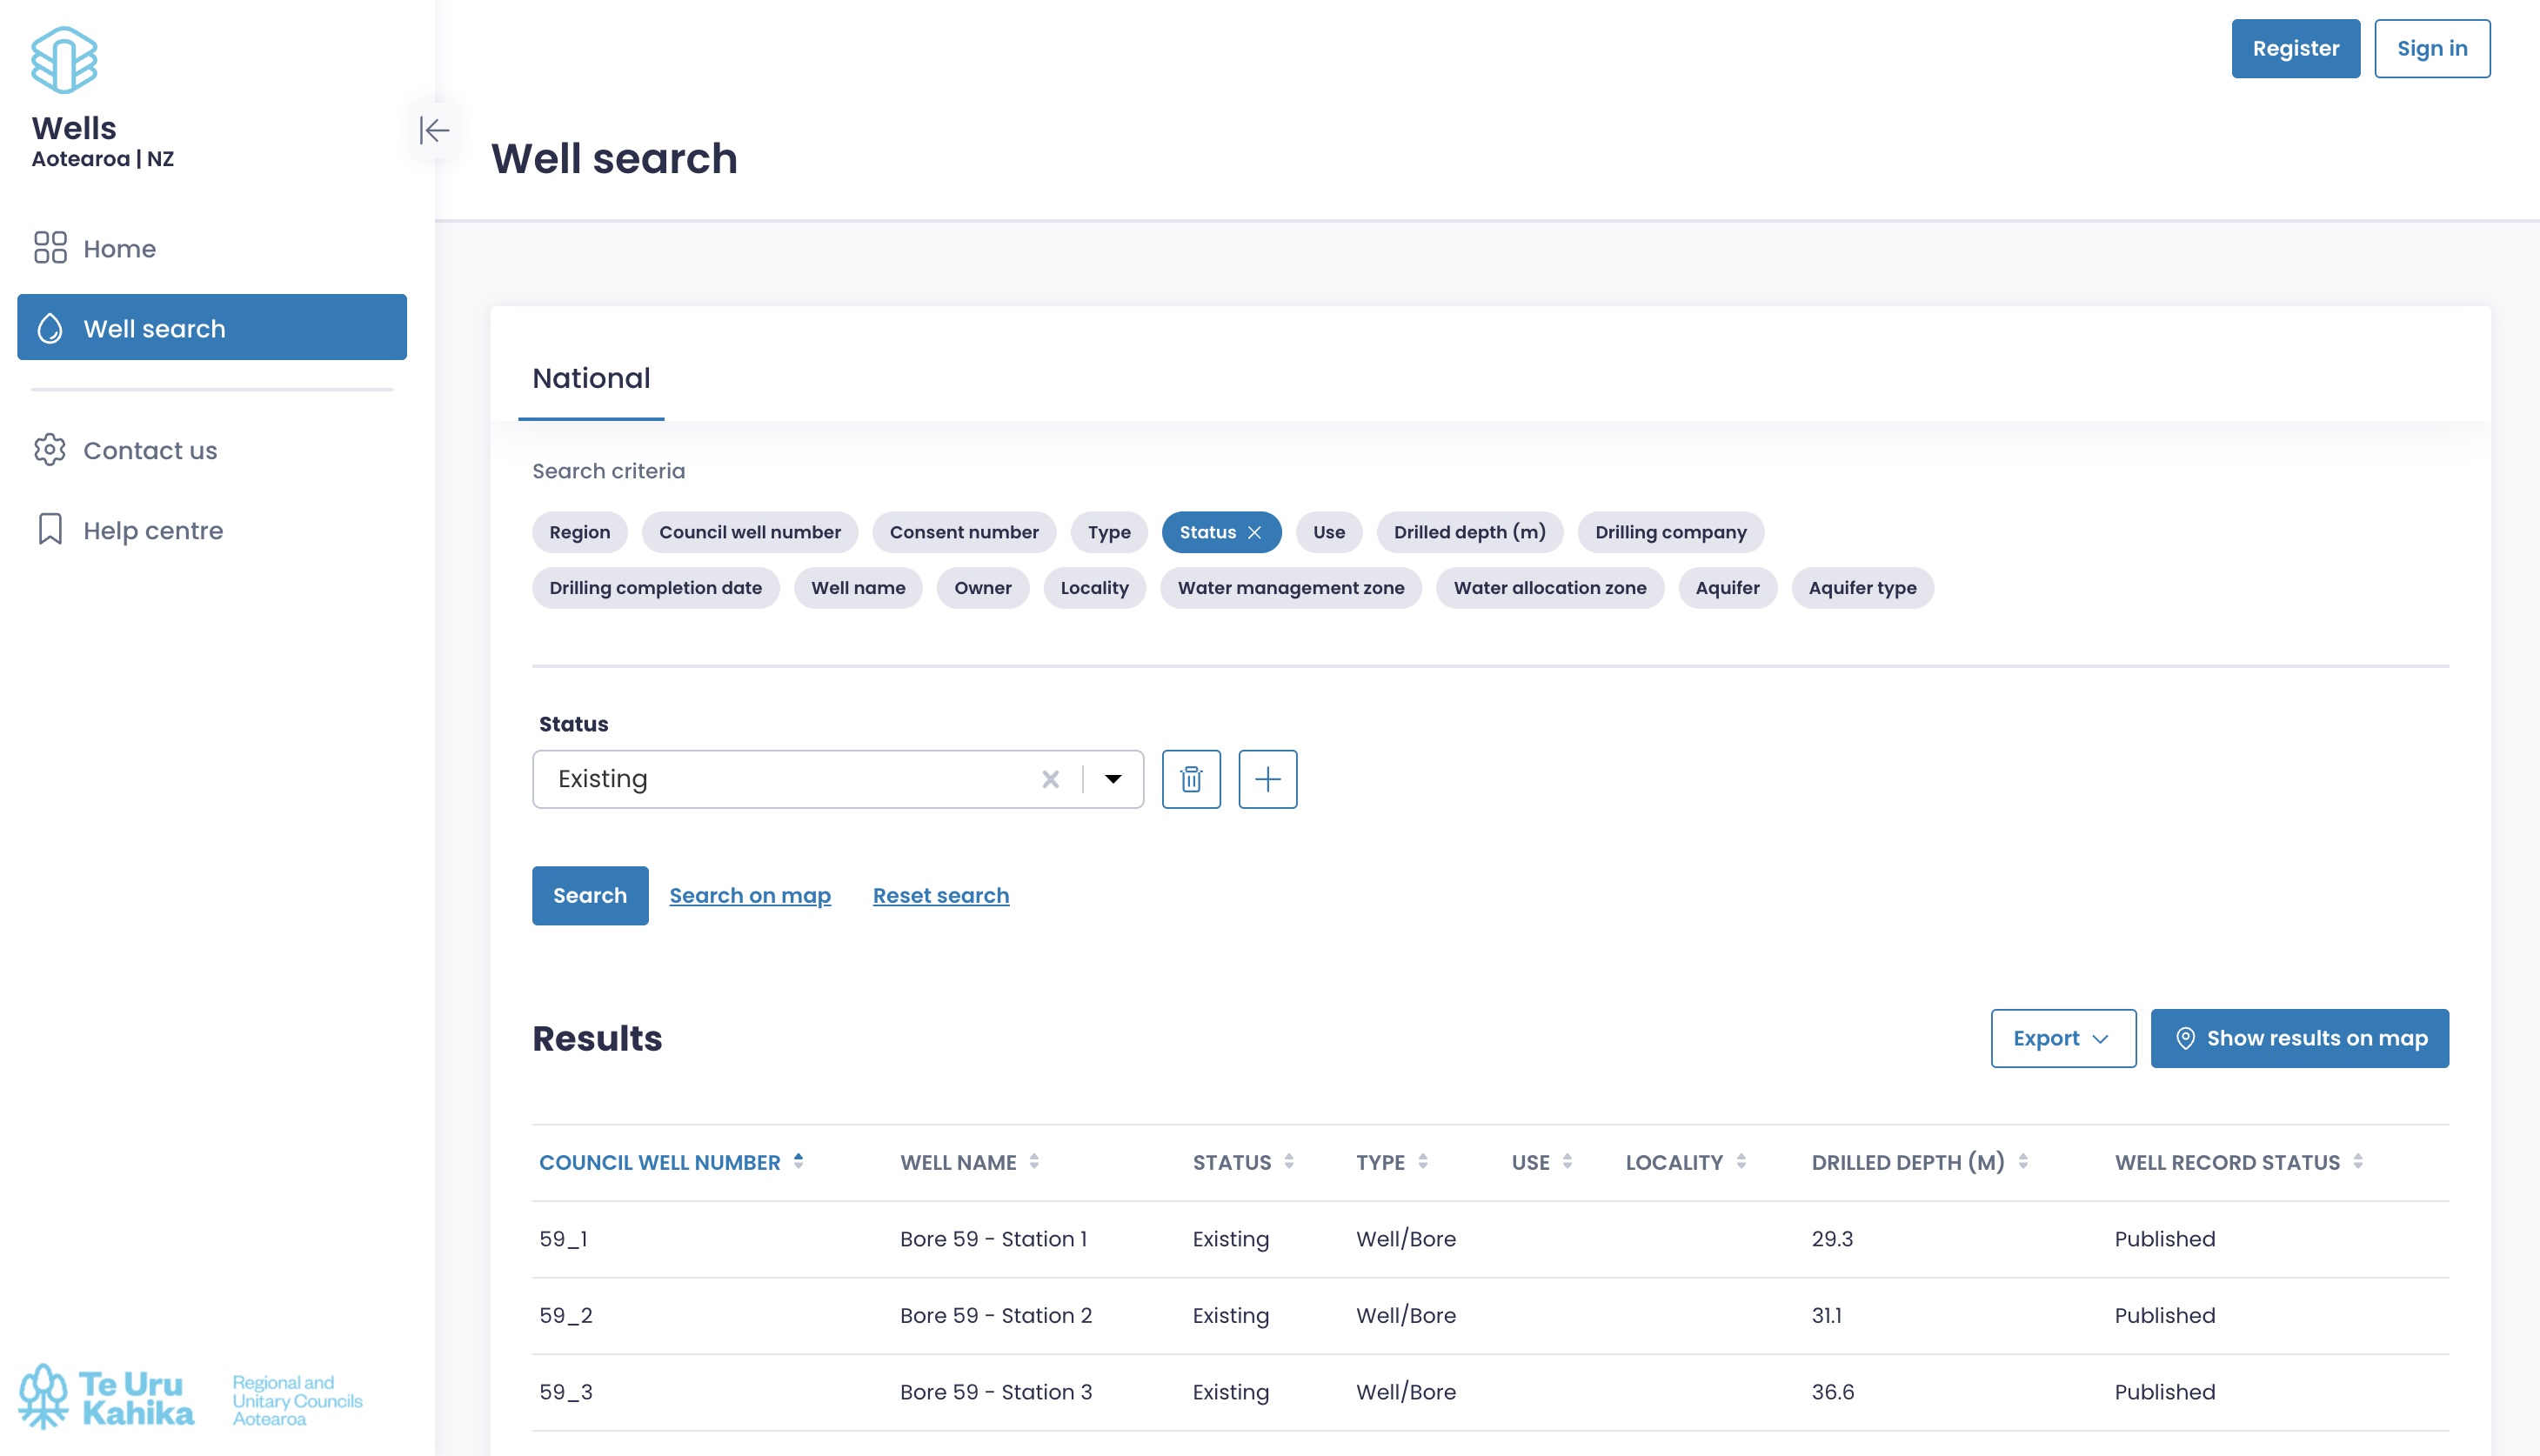 Wells
Aotearoa | NZ
Home
Well search
Contact us
Help centre
Te Uru
Kahika
Regional and
Unitary Councils
Aotearoa
Register Sign in
Well search
National
Search criteria
Region Council well number Consent number Type Status Use Drilled depth (m) Drilling company
Drilling completion date Well name Owner Locality Water management zone Water allocation zone Aquifer Aquifer type
Status
Existing
Search Search on map Reset search
Results Export Show results on map
COUNCIL WELL NUMBER WELL NAME STATUS TYPE USE LOCALITY DRILLED DEPTH (M) WELL RECORD STATUS
59_1 Bore 59 - Station 1 Existing Well/Bore 29.3 Published
59_2 Bore 59 - Station 2 Existing Well/Bore 31.1 Published
59_3 Bore 59 - Station 3 Existing Well/Bore 36.6 Published